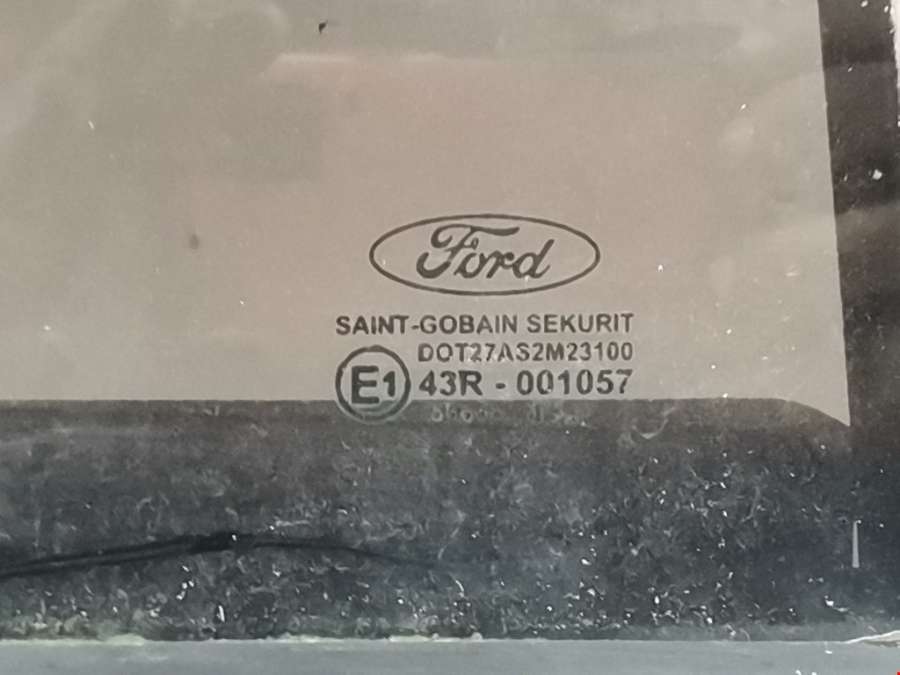 Ford
SAINT-GOBAIN SEKURIT
DOT27AS2M23100
E1 43R - 001057